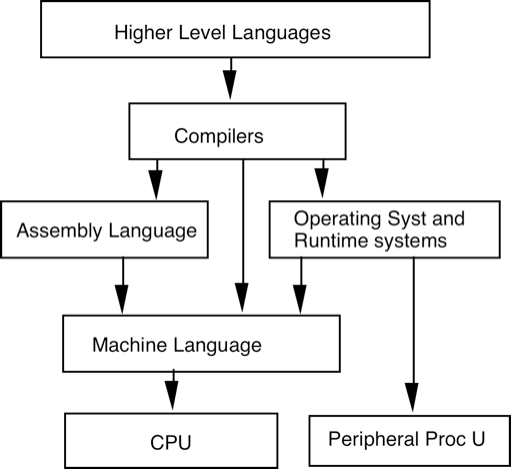 Higher Level Languages
Compilers
Assembly Language
Operating Syst and
Runtime systems
Machine Language
CPU
Peripheral Proc U